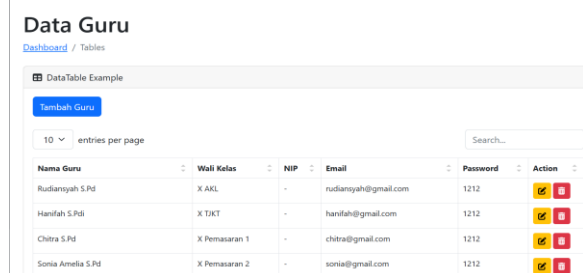 Data Guru
Dashboard / Tables
DataTable Example
Tambah Guru
10 entries per page Search...
Nama Guru Wali Kelas NIP Email Password Action
Rudiansyah S.Pd X AKL - rudiansyah@gmail.com 1212
Hanifah S.Pdi X TJKT - hanifah@gmail.com 1212
Chitra S.Pd X Pemasaran 1 - chitra@gmail.com 1212
Sonia Amelia S.Pd X Pemasaran 2 - sonia@gmail.com 1212